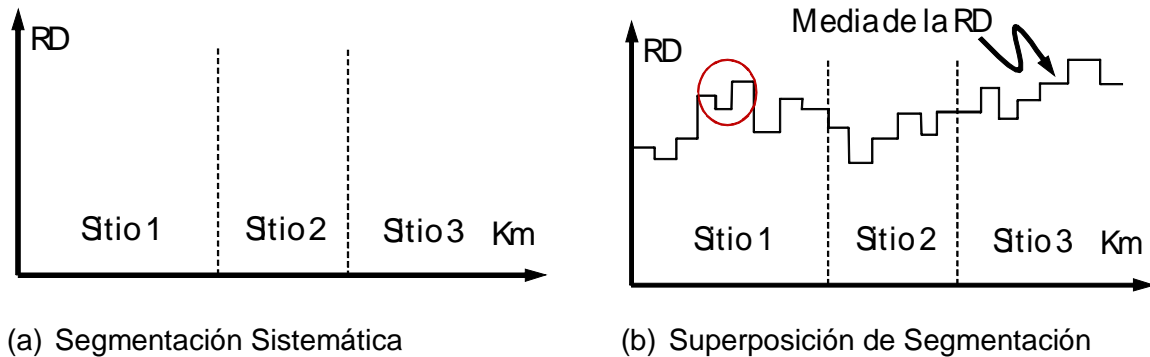 RD
Sitio 1 Sitio 2 Sitio 3 Km
(a) Segmentación Sistemática
Media de la RD
RD
Sitio 1 Sitio 2 Sitio 3 Km
(b) Superposición de Segmentación